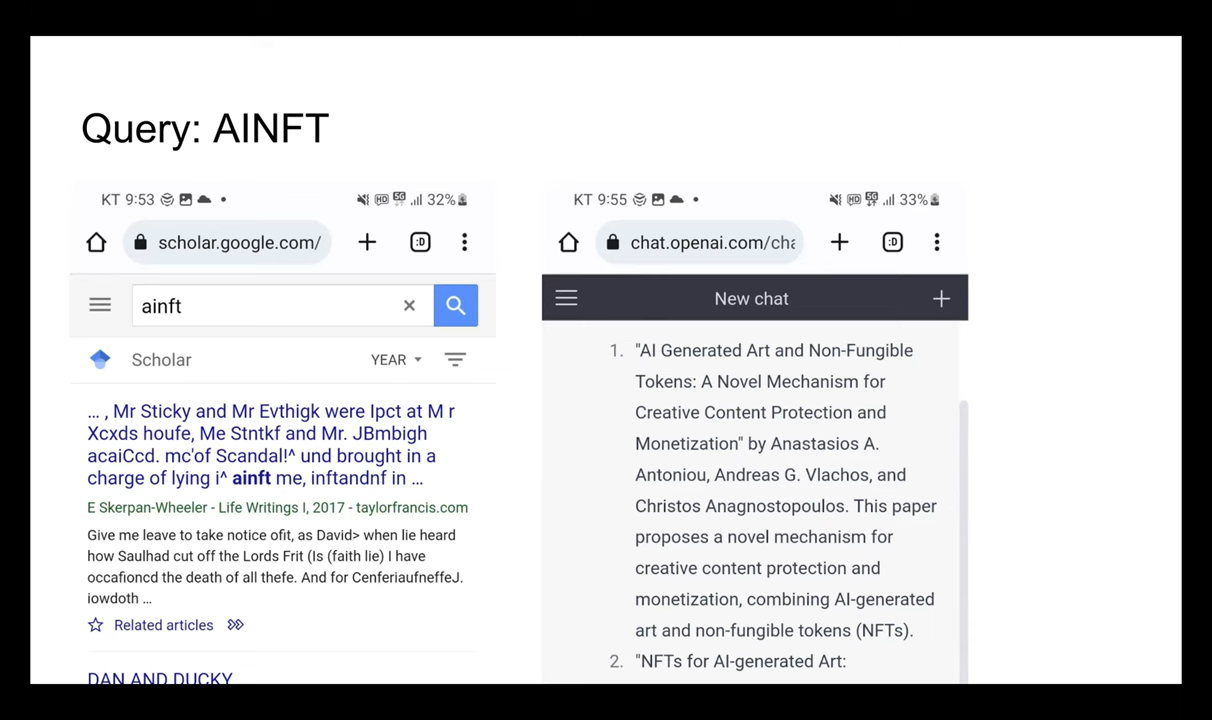 Query: AINFT
KT 9:53
32%
scholar.google.com/
:D
ainft
Scholar
YEAR
... , Mr Sticky and Mr Evthigk were Ipct at M r
Xcxds houfe, Me Stntkf and Mr. JBmbigh
acaiCcd. mc'of Scandal!^ und brought in a
charge of lying i^ ainft me, inftandnf in ...
E Skerpan-Wheeler - Life Writings I, 2017 - taylorfrancis.com
Give me leave to take notice ofit, as David> when lie heard
how Saulhad cut off the Lords Frit (Is (faith lie) I have
occafioncd the death of all thefe. And for CenferiaufneffeJ.
iowdoth ...
Related articles
DAN AND DUCKY
KT 9:55
HD 5G 33%
chat.openai.com/cha
:D
New chat
1. "AI Generated Art and Non-Fungible
Tokens: A Novel Mechanism for
Creative Content Protection and
Monetization" by Anastasios A.
Antoniou, Andreas G. Vlachos, and
Christos Anagnostopoulos. This paper
proposes a novel mechanism for
creative content protection and
monetization, combining AI-generated
art and non-fungible tokens (NFTs).
2. "NFTs for AI-generated Art: